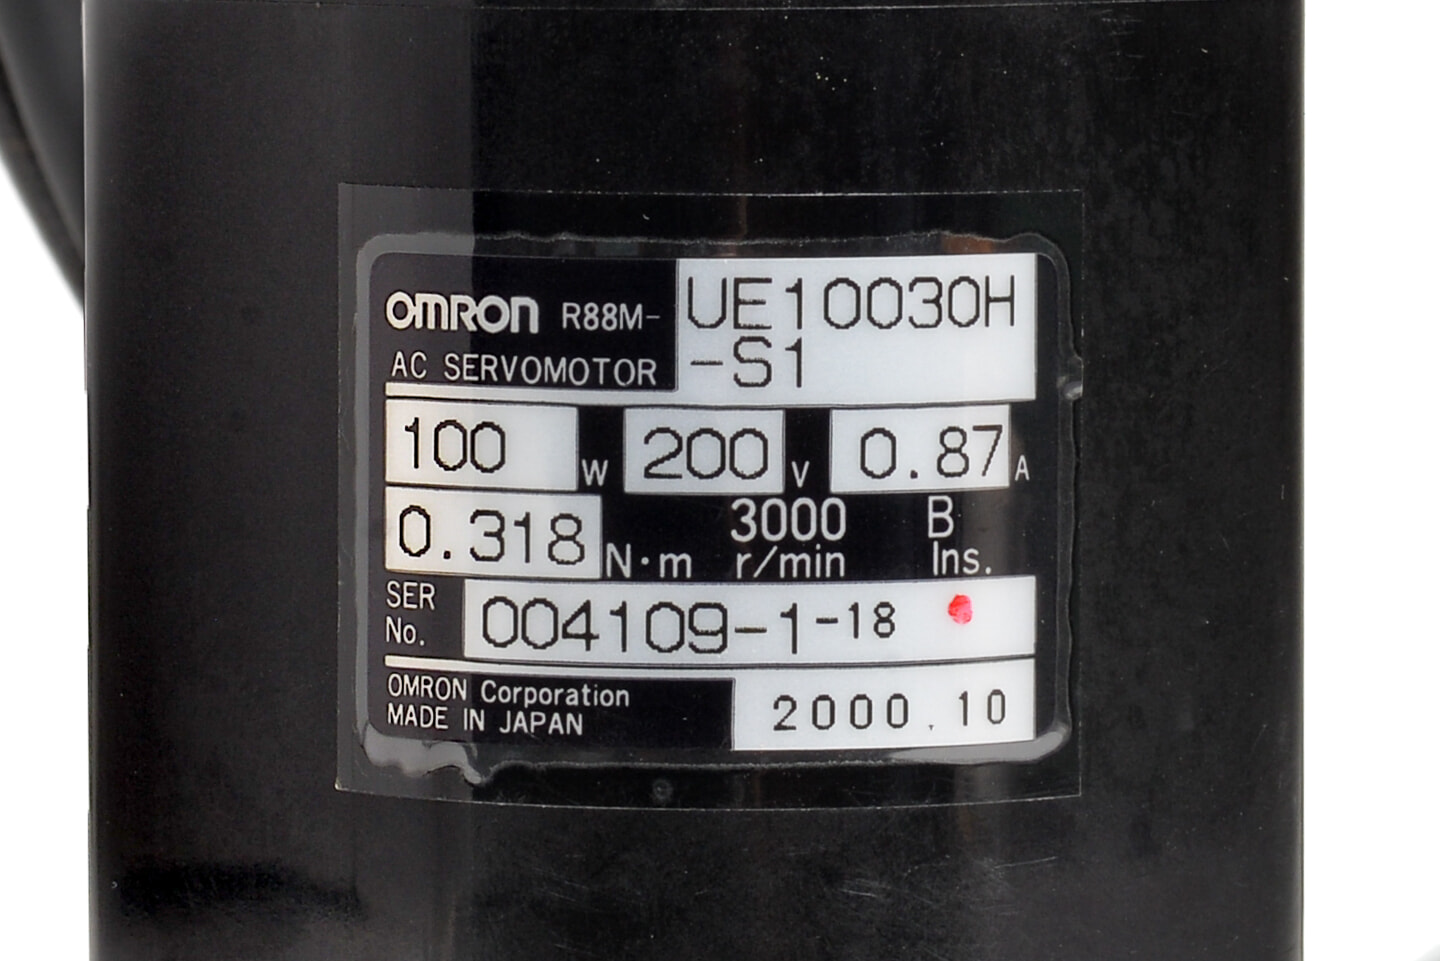 OMRON R88M- UE10030H
AC SERVOMOTOR -S1
100 W 200 V 0.87 A
0.318 N·m 3000 r/min B Ins.
SER No. 004109-1-18
OMRON Corporation
MADE IN JAPAN 2000.10